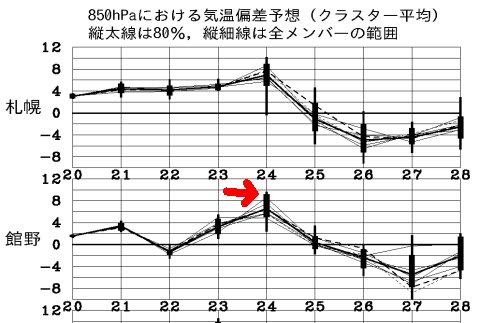 850hPaにおける気温偏差予想（クラスター平均）
縦太線は80%，縦細線は全メンバーの範囲
12
8
4
札幌 0
-4
-8
20 21 22 23 24 25 26 27 28
12
8
4
館野 0
-4
-8
12 20 21 22 23 24 25 26 27 28